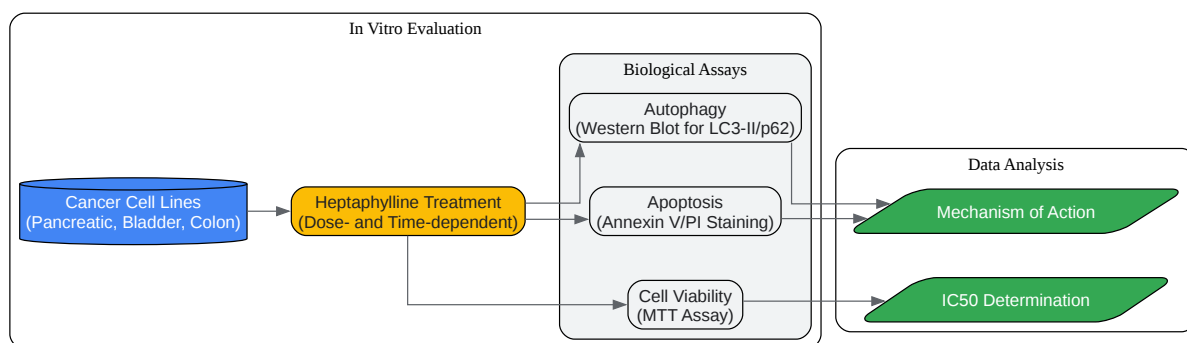 In Vitro Evaluation
Biological Assays
Autophagy
(Western Blot for LC3-II/p62)
Data Analysis
Cancer Cell Lines
(Pancreatic, Bladder, Colon)
Heptaphylline Treatment
(Dose- and Time-dependent)
Apoptosis
(Annexin V/PI Staining)
Mechanism of Action
Cell Viability
(MTT Assay)
IC50 Determination